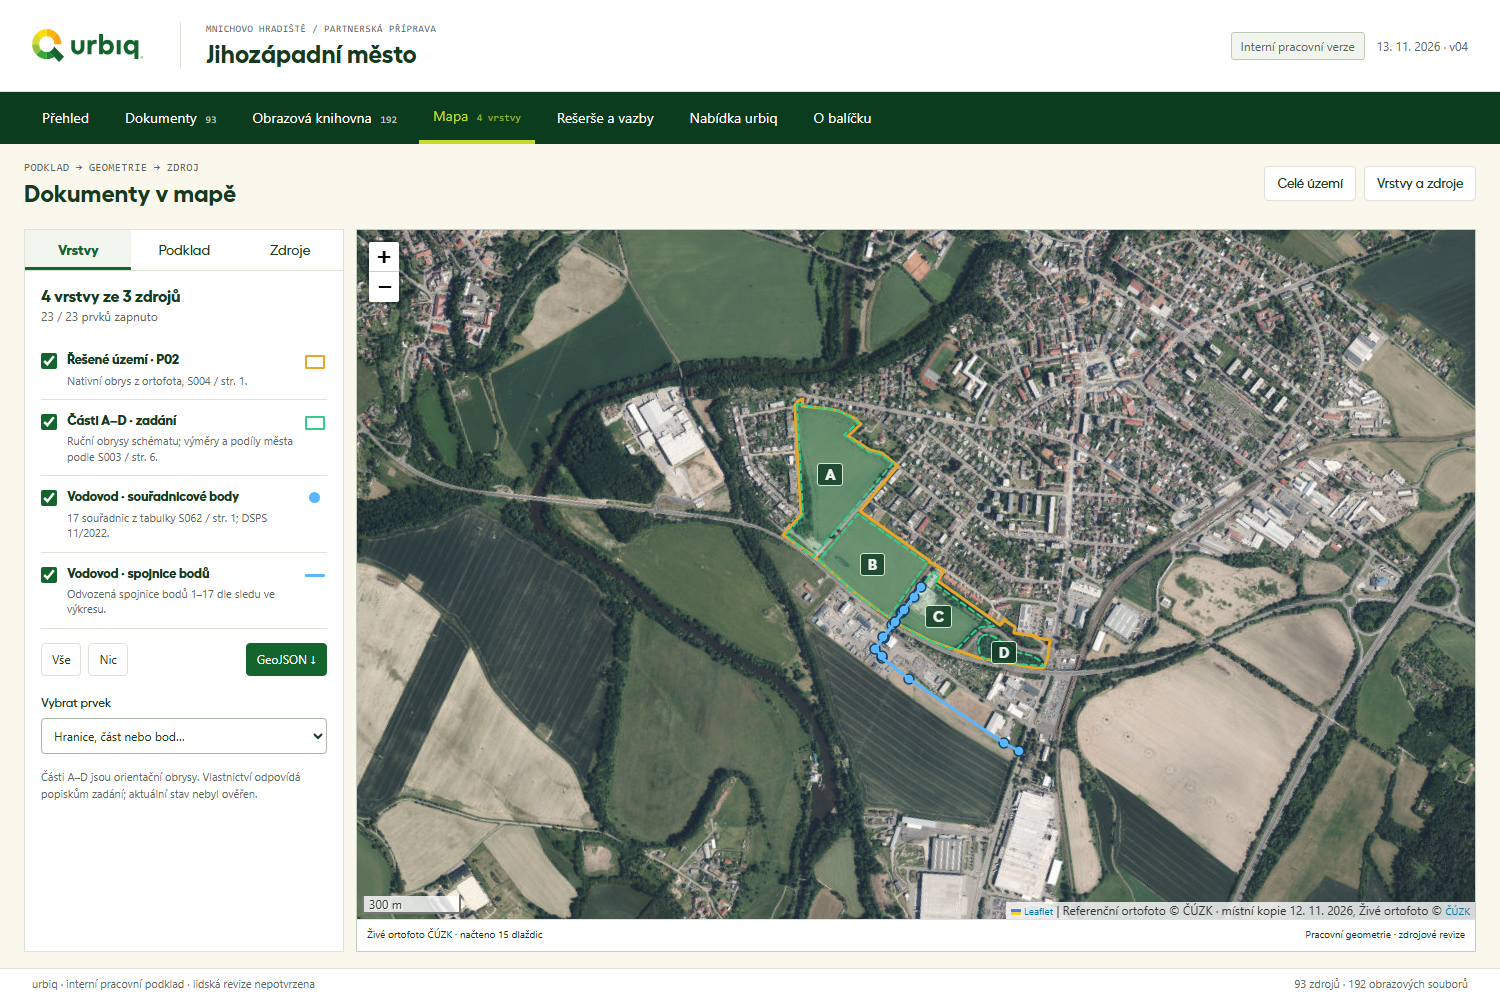 urbiq
MNICHOVO HRADIŠTĚ / PARTNERSKÁ PŘÍPRAVA
Jihozápadní město
Interní pracovní verze
13. 11. 2026 · v04
Přehled
Dokumenty 93
Obrazová knihovna 192
Mapa 4 vrstvy
Rešerše a vazby
Nabídka urbiq
O balíčku
PODKLAD → GEOMETRIE → ZDROJ
Dokumenty v mapě
Celé území
Vrstvy a zdroje
Vrstvy
Podklad
Zdroje
4 vrstvy ze 3 zdrojů
23 / 23 prvků zapnuto
Řešené území · P02
Nativní obrys z ortofota, S004 / str. 1.
Části A–D · zadání
Ruční obrysy schématu; výměry a podíly města
podle S003 / str. 6.
Vodovod · souřadnicové body
17 souřadnic z tabulky S062 / str. 1; DSPS
11/2022.
Vodovod · spojnice bodů
Odvozená spojnice bodů 1–17 dle sledu ve
výkresu.
Vše
Nic
GeoJSON ↓
Vybrat prvek
Hranice, část nebo bod…
Části A–D jsou orientační obrysy. Vlastnictví odpovídá
popiskům zadání; aktuální stav nebyl ověřen.
+
−
A
B
C
D
300 m
Leaflet | Referenční ortofoto © ČÚZK · místní kopie 12. 11. 2026, Živé ortofoto © ČÚZK
Živé ortofoto ČÚZK · načteno 15 dlaždic
Pracovní geometrie · zdrojové revize
urbiq · interní pracovní podklad · lidská revize nepotvrzena
93 zdrojů · 192 obrazových souborů